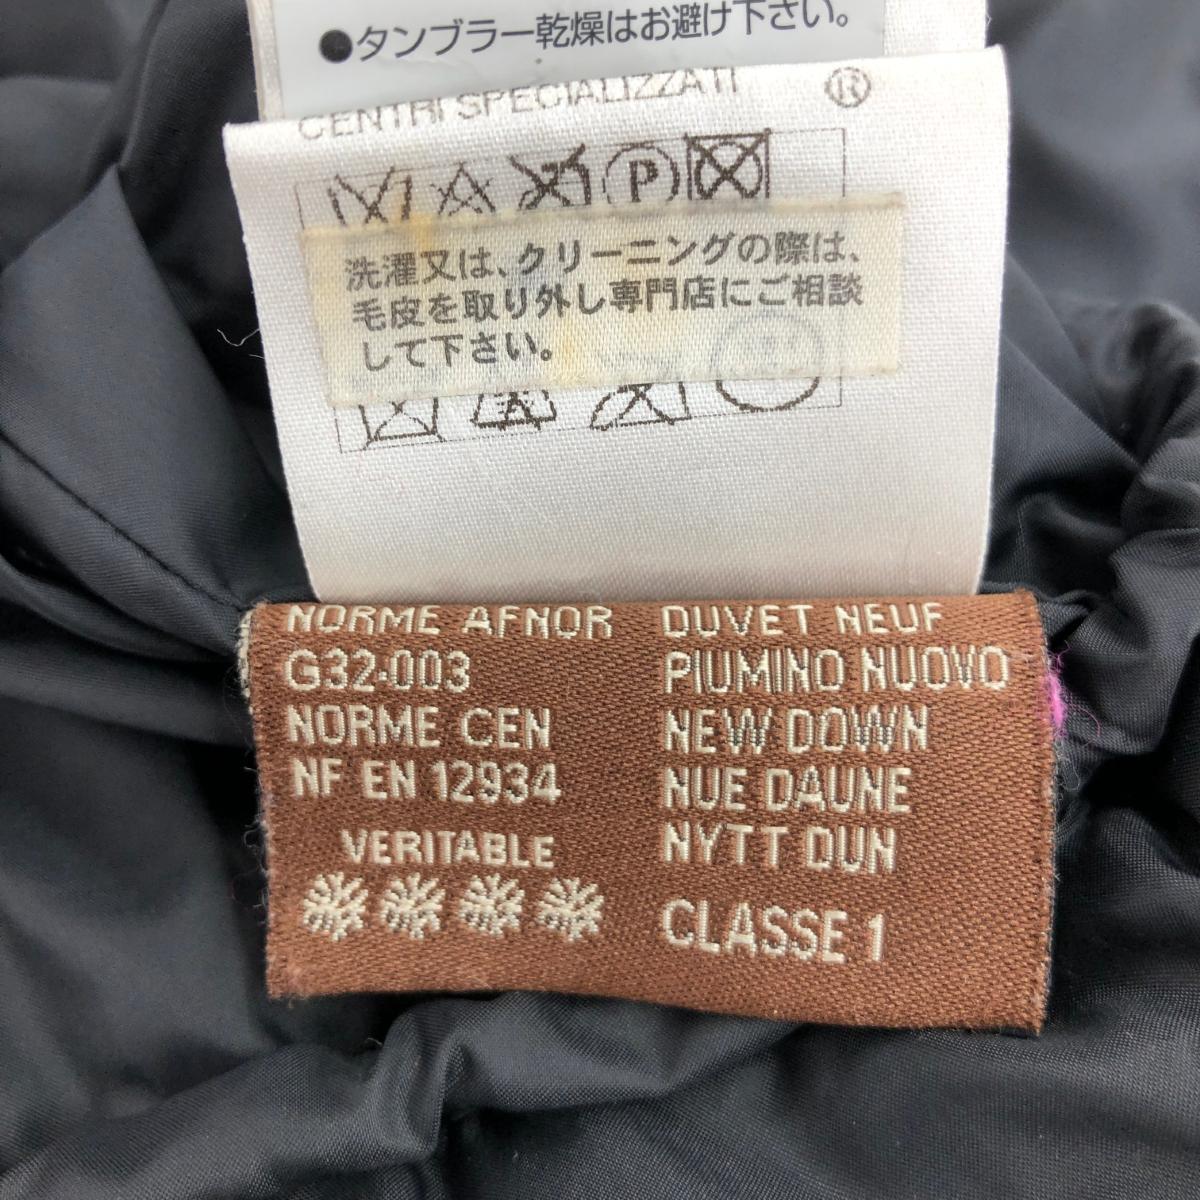 ●タンブラー乾燥はお避け下さい。
CENTRI SPECIALIZZATI ®
P
洗濯又は、クリーニングの際は、
毛皮を取り外し専門店にご相談
して下さい。
NORME AFNOR
G32-003
NORME CEN
NF EN 12934
VERITABLE
DUVET NEUF
PIUMINO NUOVO
NEW DOWN
NUE DAUNE
NYTT DUN
CLASSE 1